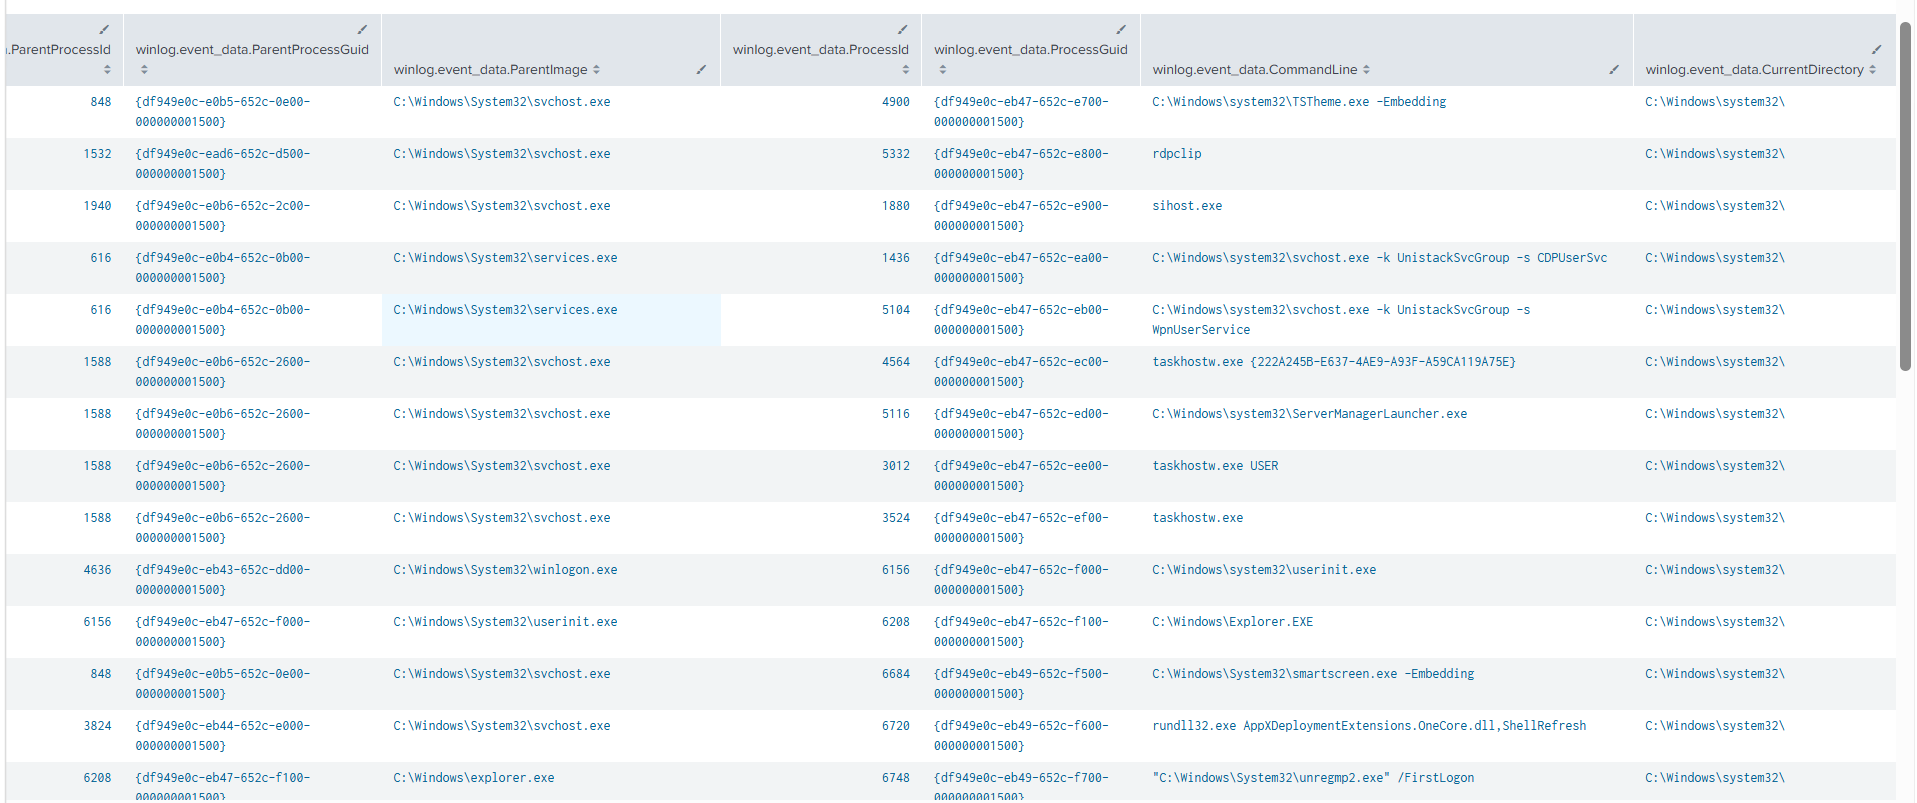 .ParentProcessId winlog.event_data.ParentProcessGuid winlog.event_data.ParentImage winlog.event_data.ProcessId winlog.event_data.ProcessGuid winlog.event_data.CommandLine winlog.event_data.CurrentDirectory
848 {df949e0c-e0b5-652c-0e00- C:\Windows\System32\svchost.exe 4900 {df949e0c-eb47-652c-e700- C:\Windows\system32\TSTheme.exe -Embedding C:\Windows\system32\
000000001500} 000000001500}
1532 {df949e0c-ead6-652c-d500- C:\Windows\System32\svchost.exe 5332 {df949e0c-eb47-652c-e800- rdpclip C:\Windows\system32\
000000001500} 000000001500}
1940 {df949e0c-e0b6-652c-2c00- C:\Windows\System32\svchost.exe 1880 {df949e0c-eb47-652c-e900- sihost.exe C:\Windows\system32\
000000001500} 000000001500}
616 {df949e0c-e0b4-652c-0b00- C:\Windows\System32\services.exe 1436 {df949e0c-eb47-652c-ea00- C:\Windows\system32\svchost.exe -k UnistackSvcGroup -s CDPUserSvc C:\Windows\system32\
000000001500} 000000001500}
616 {df949e0c-e0b4-652c-0b00- C:\Windows\System32\services.exe 5104 {df949e0c-eb47-652c-eb00- C:\Windows\system32\svchost.exe -k UnistackSvcGroup -s C:\Windows\system32\
000000001500} 000000001500} WpnUserService
1588 {df949e0c-e0b6-652c-2600- C:\Windows\System32\svchost.exe 4564 {df949e0c-eb47-652c-ec00- taskhostw.exe {222A245B-E637-4AE9-A93F-A59CA119A75E} C:\Windows\system32\
000000001500} 000000001500}
1588 {df949e0c-e0b6-652c-2600- C:\Windows\System32\svchost.exe 5116 {df949e0c-eb47-652c-ed00- C:\Windows\system32\ServerManagerLauncher.exe C:\Windows\system32\
000000001500} 000000001500}
1588 {df949e0c-e0b6-652c-2600- C:\Windows\System32\svchost.exe 3012 {df949e0c-eb47-652c-ee00- taskhostw.exe USER C:\Windows\system32\
000000001500} 000000001500}
1588 {df949e0c-e0b6-652c-2600- C:\Windows\System32\svchost.exe 3524 {df949e0c-eb47-652c-ef00- taskhostw.exe C:\Windows\system32\
000000001500} 000000001500}
4636 {df949e0c-eb43-652c-dd00- C:\Windows\System32\winlogon.exe 6156 {df949e0c-eb47-652c-f000- C:\Windows\system32\userinit.exe C:\Windows\system32\
000000001500} 000000001500}
6156 {df949e0c-eb47-652c-f000- C:\Windows\System32\userinit.exe 6208 {df949e0c-eb47-652c-f100- C:\Windows\Explorer.EXE C:\Windows\system32\
000000001500} 000000001500}
848 {df949e0c-e0b5-652c-0e00- C:\Windows\System32\svchost.exe 6684 {df949e0c-eb49-652c-f500- C:\Windows\System32\smartscreen.exe -Embedding C:\Windows\system32\
000000001500} 000000001500}
3824 {df949e0c-eb44-652c-e000- C:\Windows\System32\svchost.exe 6720 {df949e0c-eb49-652c-f600- rundll32.exe AppXDeploymentExtensions.OneCore.dll,ShellRefresh C:\Windows\system32\
000000001500} 000000001500}
6208 {df949e0c-eb47-652c-f100- C:\Windows\explorer.exe 6748 {df949e0c-eb49-652c-f700- "C:\Windows\System32\unregmp2.exe" /FirstLogon C:\Windows\system32\
000000001500} 000000001500}